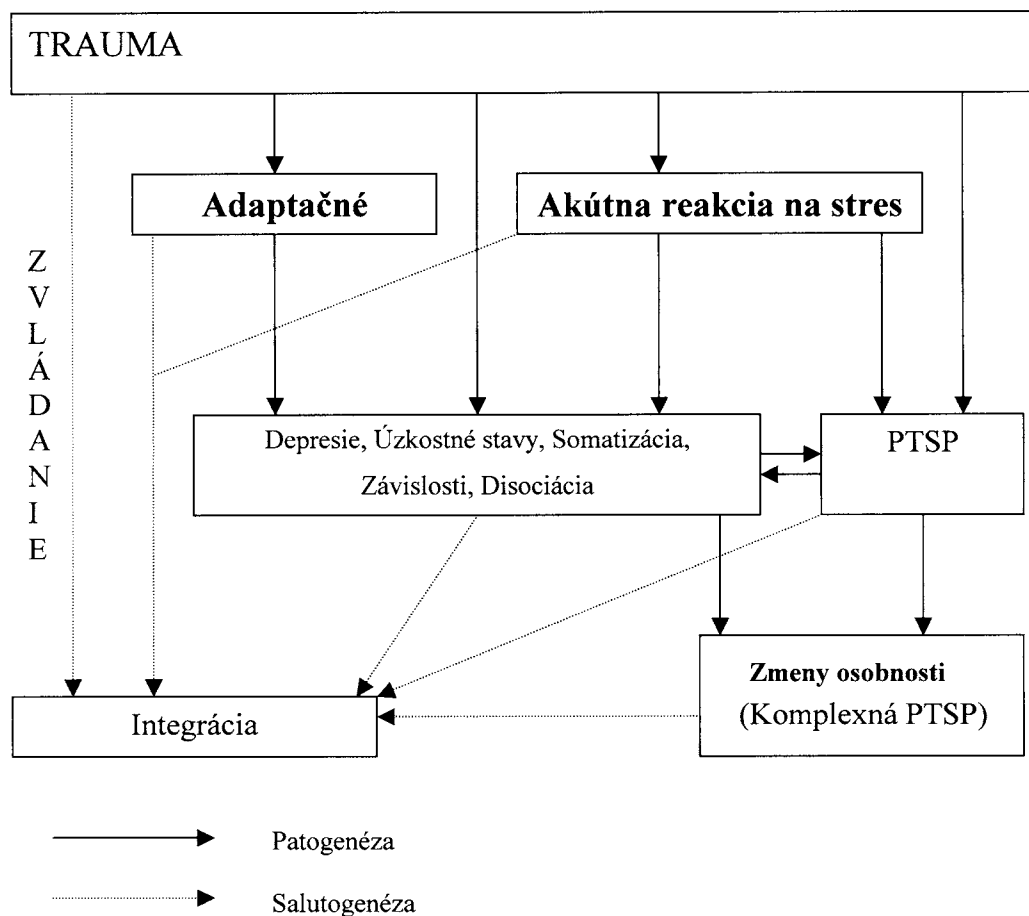 TRAUMA
Adaptačné
Akútna reakcia na stres
ZVLÁDANIE
Depresie, Úzkostné stavy, Somatizácia,
Závislosti, Disociácia
PTSP
Zmeny osobnosti
(Komplexná PTSP)
Integrácia
Patogenéza
Salutogenéza